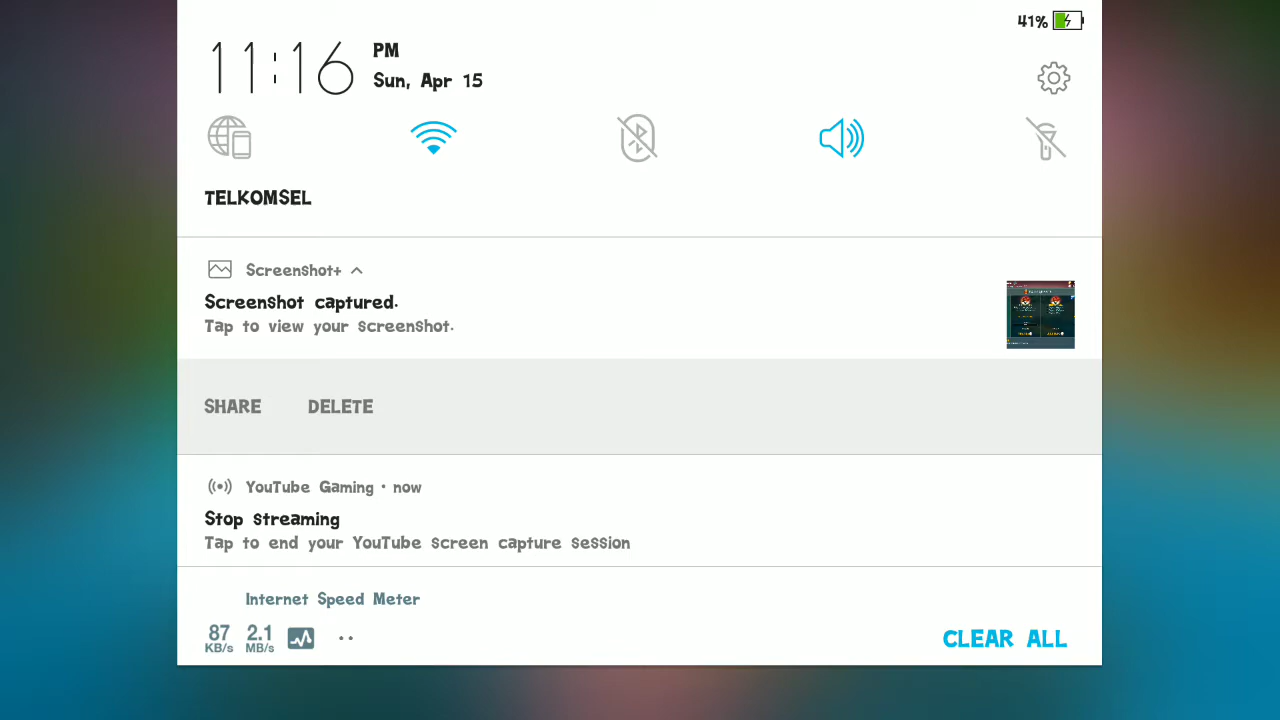 41%
11:16 PM
Sun, Apr 15
TELKOMSEL
Screenshot+
Screenshot captured.
Tap to view your screenshot.
SHARE DELETE
YouTube Gaming · now
Stop streaming
Tap to end your YouTube screen capture session
Internet Speed Meter
87 KB/s 2.1 MB/s
CLEAR ALL